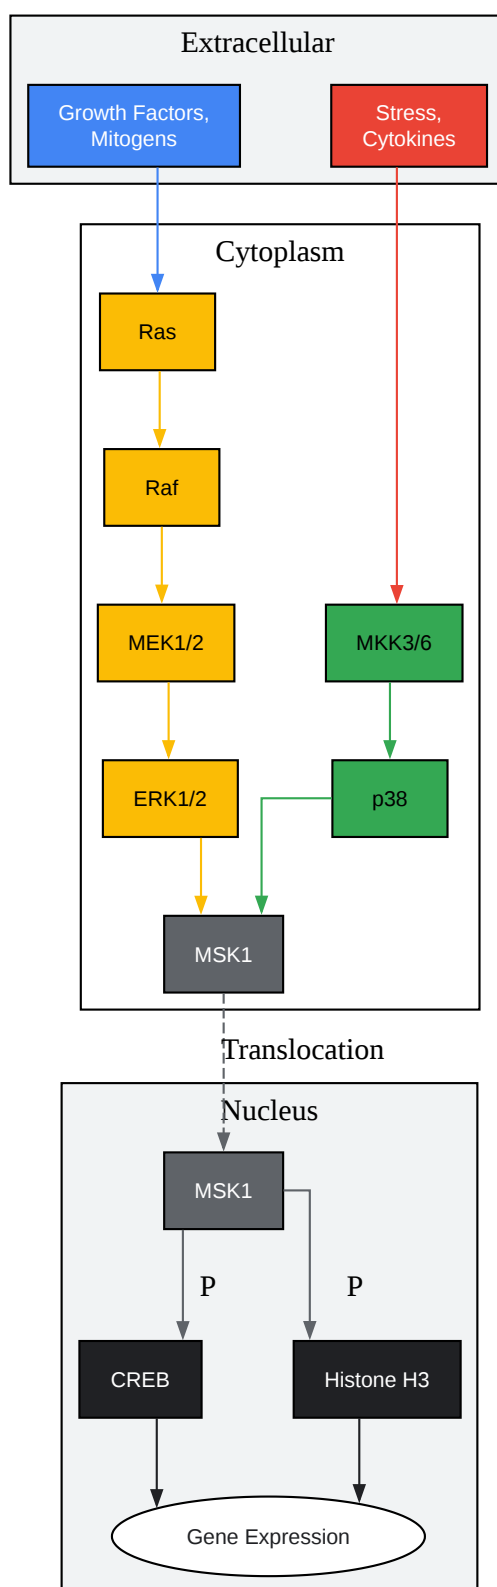 Extracellular
Growth Factors,
Mitogens
Stress,
Cytokines
Cytoplasm
Ras
Raf
MEK1/2
MKK3/6
ERK1/2
p38
MSK1
Translocation
Nucleus
MSK1
P
P
CREB
Histone H3
Gene Expression